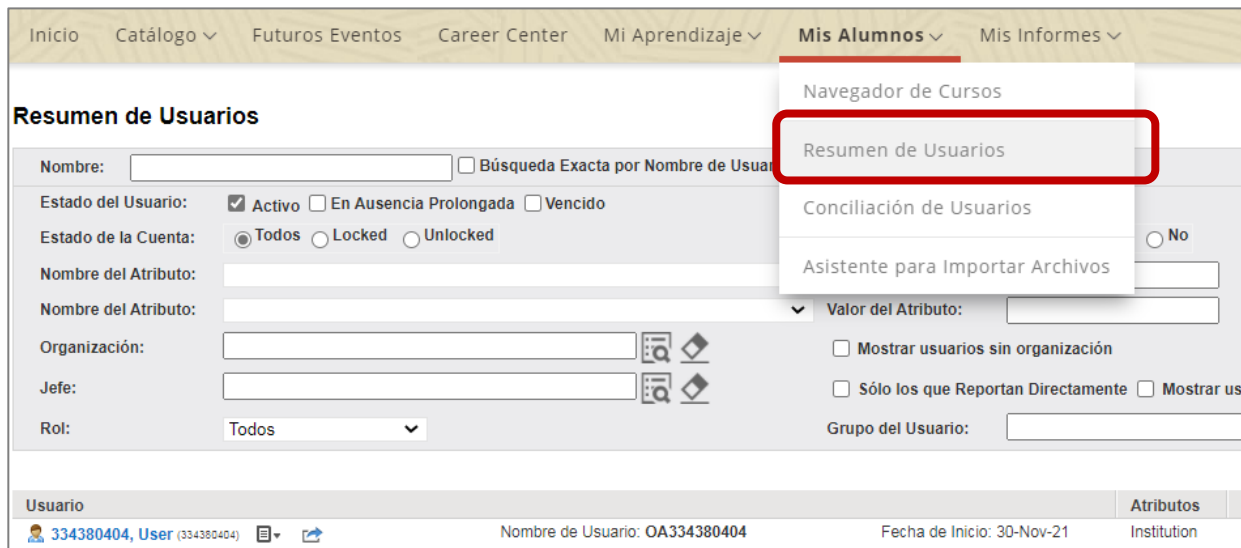 Inicio Catálogo Futuros Eventos Career Center Mi Aprendizaje Mis Alumnos Mis Informes
Navegador de Cursos
Resumen de Usuarios
Conciliación de Usuarios
Asistente para Importar Archivos
Resumen de Usuarios
Nombre: Búsqueda Exacta por Nombre de Usuar
Estado del Usuario: Activo En Ausencia Prolongada Vencido
Estado de la Cuenta: Todos Locked Unlocked No
Nombre del Atributo:
Nombre del Atributo: Valor del Atributo:
Organización: Mostrar usuarios sin organización
Jefe: Sólo los que Reportan Directamente Mostrar us
Rol: Todos Grupo del Usuario:
Usuario Atributos
334380404, User (334380404) Nombre de Usuario: OA334380404 Fecha de Inicio: 30-Nov-21 Institution